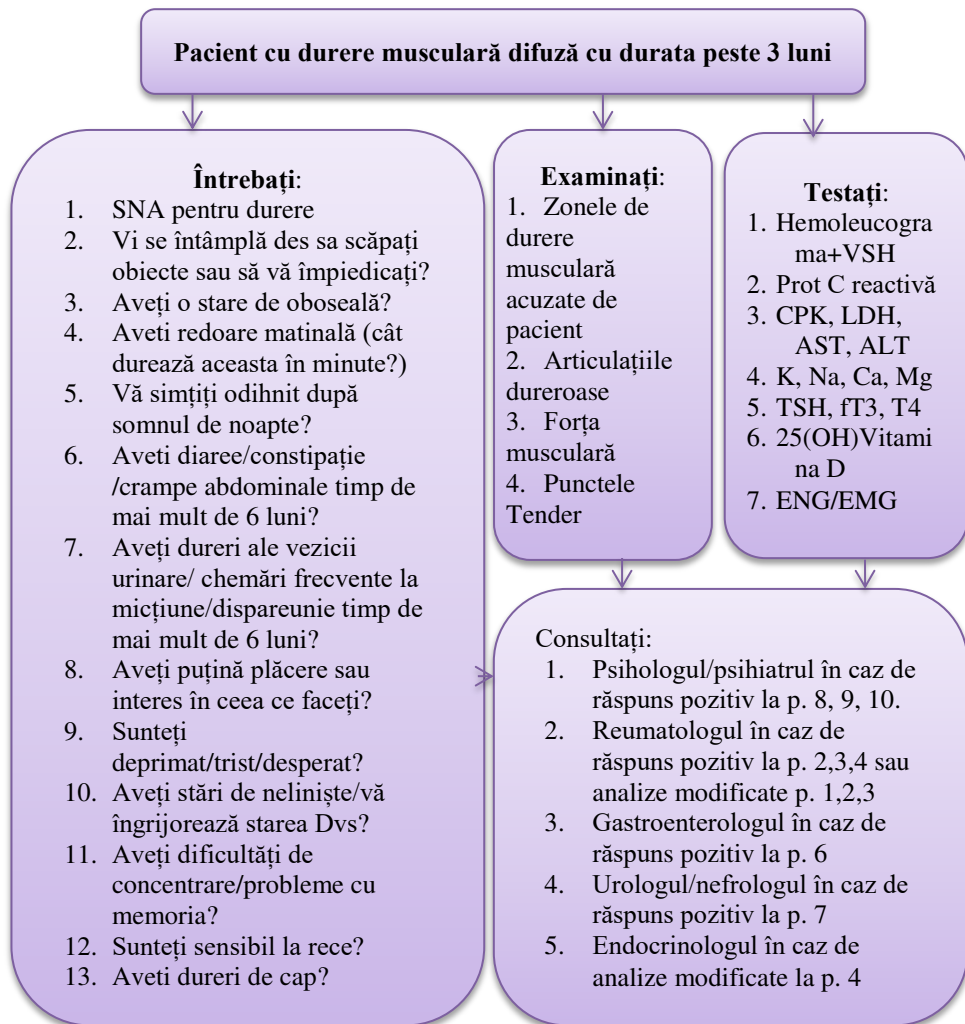 Pacient cu durere musculară difuză cu durata peste 3 luni
Întrebați:
1. SNA pentru durere
2. Vi se întâmplă des sa scăpați
obiecte sau să vă împiedicați?
3. Aveți o stare de oboseală?
4. Aveti redoare matinală (cât
durează aceasta în minute?)
5. Vă simțiți odihnit după
somnul de noapte?
6. Aveti diaree/constipație
/crampe abdominale timp de
mai mult de 6 luni?
7. Aveți dureri ale vezicii
urinare/ chemări frecvente la
micțiune/dispareunie timp de
mai mult de 6 luni?
8. Aveți puțină plăcere sau
interes în ceea ce faceți?
9. Sunteți
deprimat/trist/desperat?
10. Aveți stări de neliniște/vă
îngrijorează starea Dvs?
11. Aveți dificultăți de
concentrare/probleme cu
memoria?
12. Sunteți sensibil la rece?
13. Aveti dureri de cap?
Examinați:
1. Zonele de
durere
musculară
acuzate de
pacient
2. Articulațiile
dureroase
3. Forța
musculară
4. Punctele
Tender
Testați:
1. Hemoleucogra
ma+VSH
2. Prot C reactivă
3. CPK, LDH,
AST, ALT
4. K, Na, Ca, Mg
5. TSH, fT3, T4
6. 25(OH)Vitami
na D
7. ENG/EMG
Consultați:
1. Psihologul/psihiatrul în caz de
răspuns pozitiv la p. 8, 9, 10.
2. Reumatologul în caz de
răspuns pozitiv la p. 2,3,4 sau
analize modificate p. 1,2,3
3. Gastroenterologul în caz de
răspuns pozitiv la p. 6
4. Urologul/nefrologul în caz de
răspuns pozitiv la p. 7
5. Endocrinologul în caz de
analize modificate la p. 4